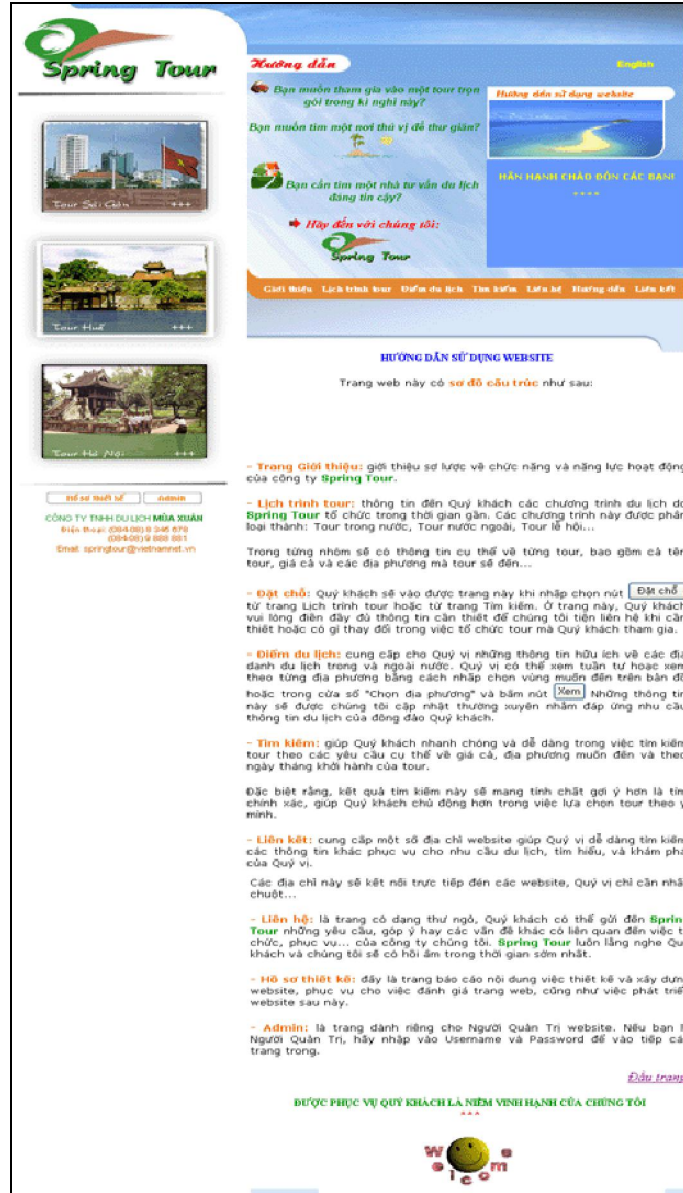 Spring Tour
Hướng dẫn
English
Bạn muốn tham gia vào một tour trọn
gói trong kì nghỉ này?
Bạn muốn tìm một nơi thú vị để thư giãn?
Bạn cần tìm một nhà tư vấn du lịch
đáng tin cậy?
Hãy đến với chúng tôi:
Spring Tour
Hướng dẫn sử dụng website
HÂN HẠNH CHÀO ĐÓN CÁC BẠN!
****
Tour Sài Gòn +++
Tour Huế +++
Tour Hà Nội +++
Giới thiệu Lịch trình tour Điểm du lịch Tìm kiếm Liên hệ Hướng dẫn Liên kết
Hồ sơ thiết kế Admin
CÔNG TY TNHH DU LỊCH MÙA XUÂN
Điện thoại: (084-08) 8 246 678
(084-08) 9 888 881
Email: springtour@vietnamnet.vn
HƯỚNG DẪN SỬ DỤNG WEBSITE
Trang web này có sơ đồ cấu trúc như sau:
- Trang Giới thiệu: giới thiệu sơ lược về chức năng và năng lực hoạt động
của công ty Spring Tour.
- Lịch trình tour: thông tin đến Quý khách các chương trình du lịch do
Spring Tour tổ chức trong thời gian gần. Các chương trình này được phân
loại thành: Tour trong nước, Tour nước ngoài, Tour lễ hội...
Trong từng nhóm sẽ có thông tin cụ thể về từng tour, bao gồm cả tên
tour, giá cả và các địa phương mà tour sẽ đến...
- Đặt chỗ: Quý khách sẽ vào được trang này khi nhấp chọn nút Đặt chỗ
từ trang Lịch trình tour hoặc từ trang Tìm kiếm. Ở trang này, Quý khách
vui lòng điền đầy đủ thông tin cần thiết để chúng tôi tiện liên hệ khi cần
thiết hoặc có gì thay đổi trong việc tổ chức tour mà Quý khách tham gia.
- Điểm du lịch: cung cấp cho Quý vị những thông tin hữu ích về các địa
danh du lịch trong và ngoài nước. Quý vị có thể xem tuần tự hoặc xem
theo từng địa phương bằng cách nhấp chọn vùng muốn đến trên bản đồ
hoặc trong cửa sổ "Chọn địa phương" và bấm nút Xem Những thông tin
này sẽ được chúng tôi cập nhật thường xuyên nhằm đáp ứng nhu cầu
thông tin du lịch của đông đảo Quý khách.
- Tìm kiếm: giúp Quý khách nhanh chóng và dễ dàng trong việc tìm kiếm
tour theo các yêu cầu cụ thể về giá cả, địa phương muốn đến và theo
ngày tháng khởi hành của tour.
Đặc biệt rằng, kết quả tìm kiếm này sẽ mang tính chất gợi ý hơn là tìm
chính xác, giúp Quý khách chủ động hơn trong việc lựa chọn tour theo ý
mình.
- Liên kết: cung cấp một số địa chỉ website giúp Quý vị dễ dàng tìm kiếm
các thông tin khác phục vụ cho nhu cầu du lịch, tìm hiểu, và khám phá
của Quý vị.
Các địa chỉ này sẽ kết nối trực tiếp đến các website, Quý vị chỉ cần nhấ
chuột...
- Liên hệ: là trang có dạng thư ngỏ, Quý khách có thể gửi đến Sprin
Tour những yêu cầu, góp ý hay các vấn đề khác có liên quan đến việc t
chức, phục vụ... của công ty chúng tôi. Spring Tour luôn lắng nghe Qu
khách và chúng tôi sẽ có hồi âm trong thời gian sớm nhất.
- Hồ sơ thiết kế: đây là trang báo cáo nội dung việc thiết kế và xây dựn
website, phục vụ cho việc đánh giá trang web, cũng như việc phát triể
website sau này.
- Admin: là trang dành riêng cho Người Quản Trị website. Nếu bạn l
Người Quản Trị, hãy nhập vào Username và Password để vào tiếp cá
trang trong.
Đầu trang
ĐƯỢC PHỤC VỤ QUÝ KHÁCH LÀ NIỀM VINH HẠNH CỦA CHÚNG TÔI
***
Welcome